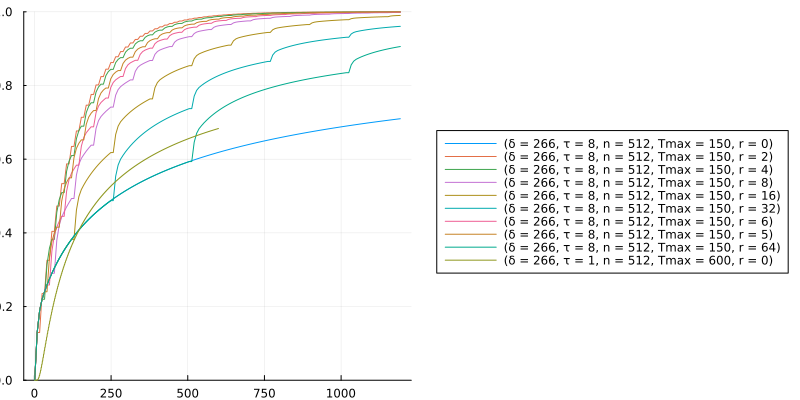 .0
.8
.6
.4
.2
0.0
0 250 500 750 1000
(δ = 266, τ = 8, n = 512, Tmax = 150, r = 0)
(δ = 266, τ = 8, n = 512, Tmax = 150, r = 2)
(δ = 266, τ = 8, n = 512, Tmax = 150, r = 4)
(δ = 266, τ = 8, n = 512, Tmax = 150, r = 8)
(δ = 266, τ = 8, n = 512, Tmax = 150, r = 16)
(δ = 266, τ = 8, n = 512, Tmax = 150, r = 32)
(δ = 266, τ = 8, n = 512, Tmax = 150, r = 6)
(δ = 266, τ = 8, n = 512, Tmax = 150, r = 5)
(δ = 266, τ = 8, n = 512, Tmax = 150, r = 64)
(δ = 266, τ = 1, n = 512, Tmax = 600, r = 0)